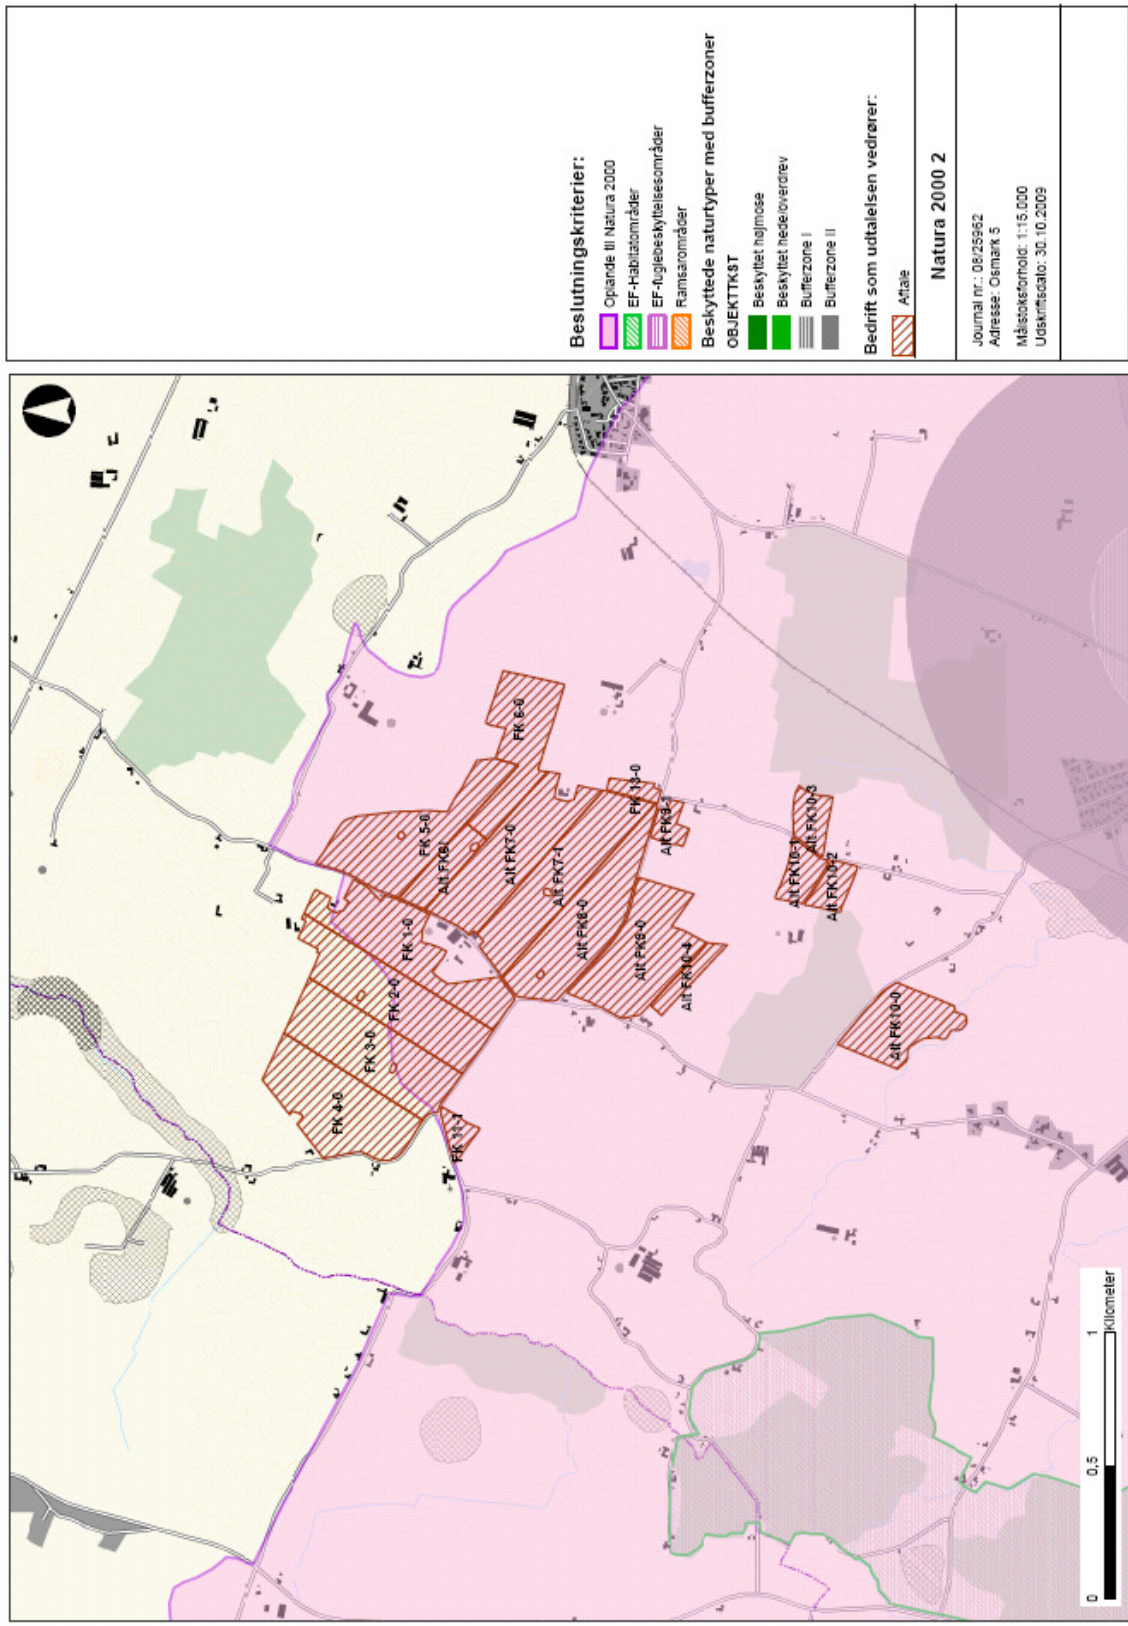 Beslutningskriterier:
Oplande til Natura 2000
EF-Habitatområder
EF-fuglebeskyttelsesområder
Ramsarområder
Beskyttede naturtyper med bufferzoner
OBJEKTTKST
Beskyttet højmose
Beskyttet hede/overdrev
Bufferzone I
Bufferzone II
Bedrift som udtalelsen vedrører:
Aftale
Natura 2000 2
Journal nr.: 08/25962
Adresse: Osmark 5
Målstoksforhold: 1:15.000
Udskriftsdato: 30.10.2009
FK 4-0
FK 3-0
FK 2-0
FK 1-0
FK 11-1
FK 5-0
Alt FK6
FK 6-0
Alt FK7-0
Alt FK7-1
Alt FK8-0
FK 13-0
Alt FK9-1
Alt FK9-0
Alt FK10-4
Alt FK10-1
Alt FK10-3
Alt FK10-2
Alt FK10-0
0 0,5 1
Kilometer